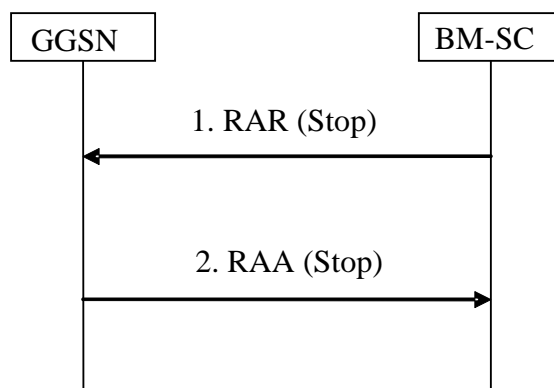 GGSN
BM-SC
1. RAR (Stop)
2. RAA (Stop)